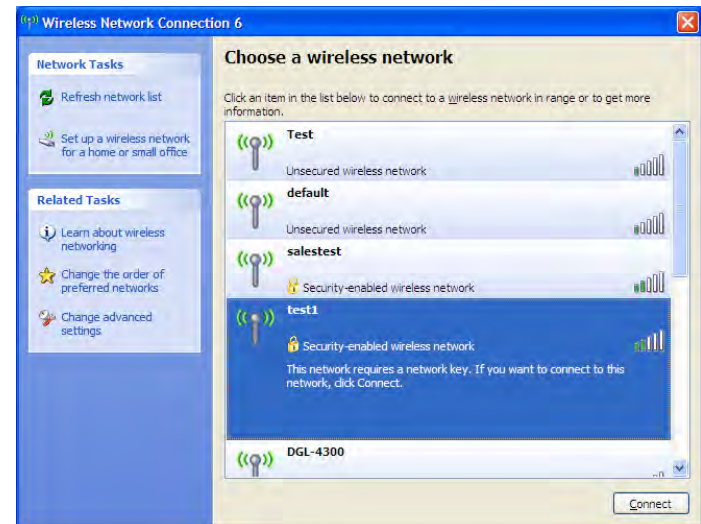 Wireless Network Connection 6
Network Tasks
Refresh network list
Set up a wireless network
for a home or small office
Related Tasks
Learn about wireless
networking
Change the order of
preferred networks
Change advanced
settings
Choose a wireless network
Click an item in the list below to connect to a wireless network in range or to get more
information.
Test
Unsecured wireless network
default
Unsecured wireless network
salestest
Security-enabled wireless network
test1
Security-enabled wireless network
This network requires a network key. If you want to connect to this
network, click Connect.
DGL-4300
Connect